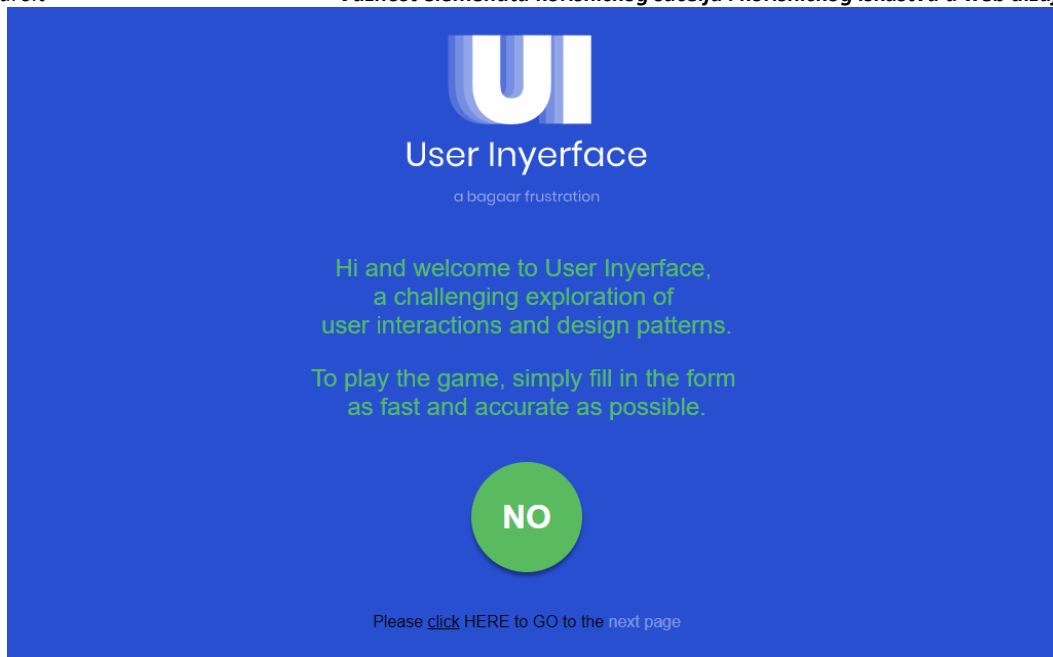 UI
User Inyerface
a bagaar frustration
Hi and welcome to User Inyerface,
a challenging exploration of
user interactions and design patterns.
To play the game, simply fill in the form
as fast and accurate as possible.
NO
Please click HERE to GO to the next page